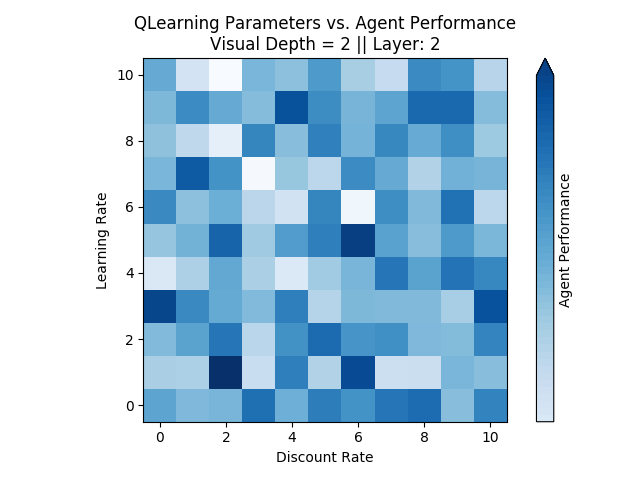 QLearning Parameters vs. Agent Performance
Visual Depth = 2 || Layer: 2
10
8
6
4
2
0
Learning Rate
0 2 4 6 8 10
Discount Rate
Agent Performance